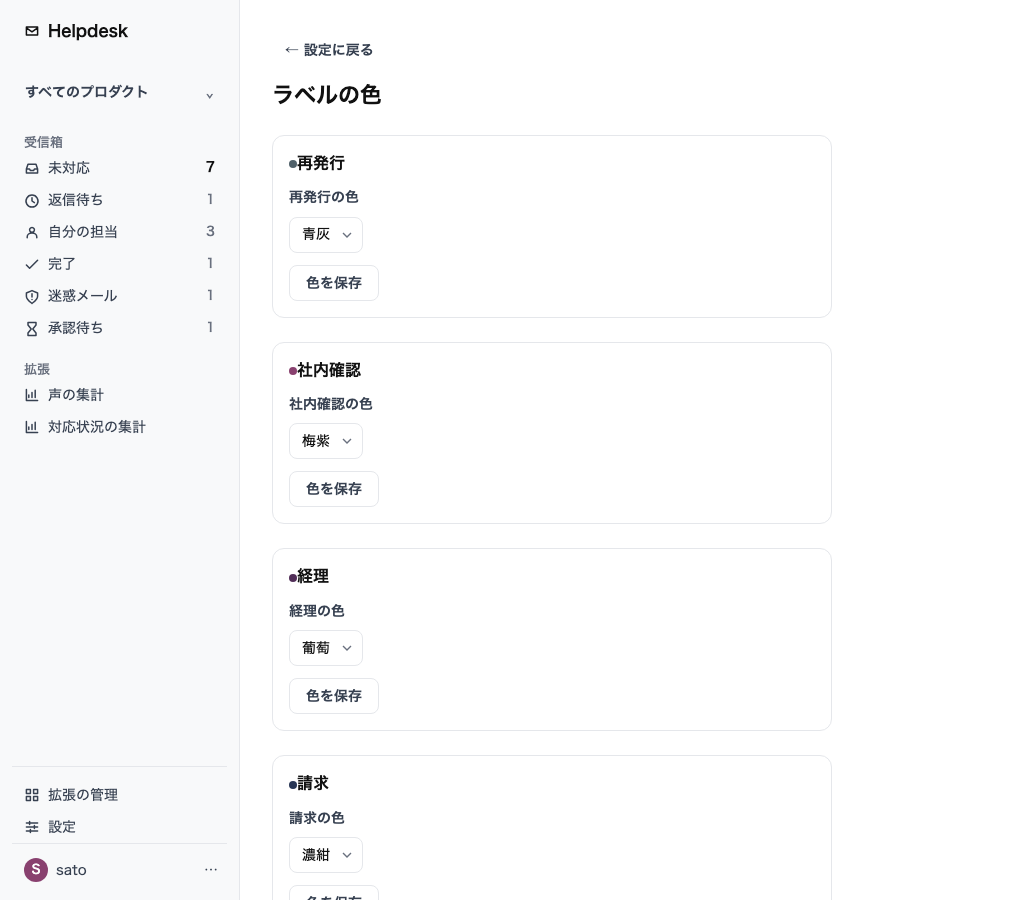 Helpdesk
すべてのプロダクト
受信箱
未対応 7
返信待ち 1
自分の担当 3
完了 1
迷惑メール 1
承認待ち 1
拡張
声の集計
対応状況の集計
拡張の管理
設定
S sato ...
← 設定に戻る
ラベルの色
再発行
再発行の色
青灰
色を保存
社内確認
社内確認の色
梅紫
色を保存
経理
経理の色
葡萄
色を保存
請求
請求の色
濃紺
色を保存